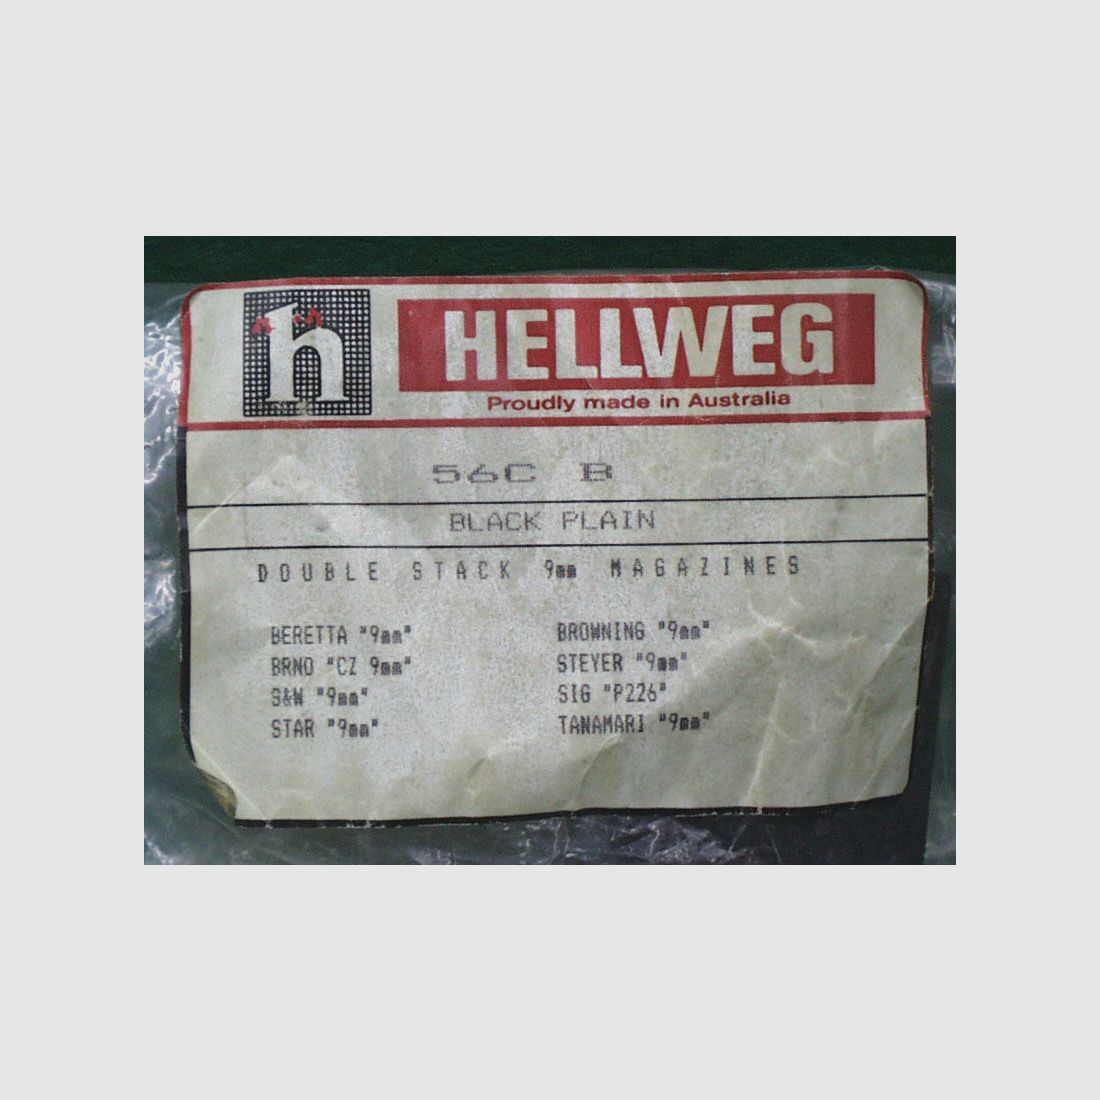 h HELLWEG
Proudly made in Australia
56C B
BLACK PLAIN
DOUBLE STACK 9mm MAGAZINES
BERETTA "9mm" BROWNING "9mm"
BRNO "CZ 9mm" STEYER "9mm"
S&W "9mm" SIG "P226"
STAR "9mm" TANAMARI "9mm"